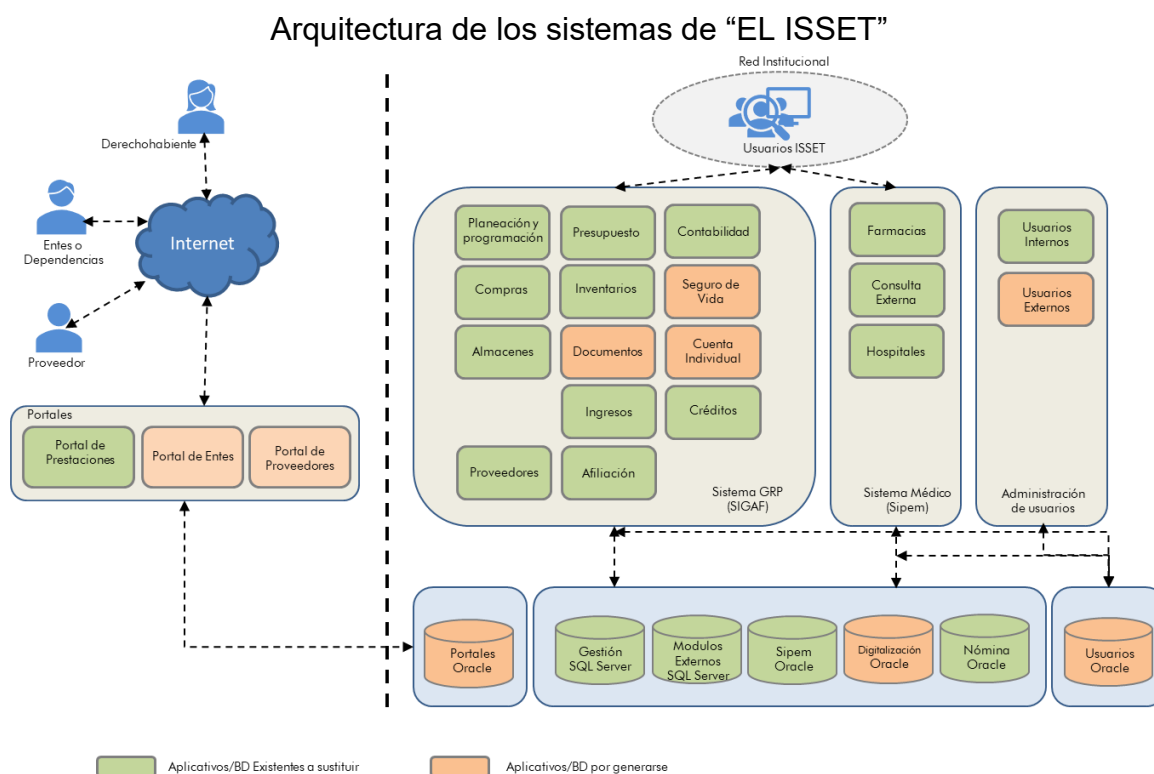 Arquitectura de los sistemas de “EL ISSET”
Red Institucional
Usuarios ISSET
Derechohabiente
Entes o
Dependencias
Internet
Proveedor
Portales
Portal de
Prestaciones
Portal de Entes
Portal de
Proveedores
Planeación y
programación
Presupuesto
Contabilidad
Compras
Inventarios
Seguro de
Vida
Almacenes
Documentos
Cuenta
Individual
Ingresos
Créditos
Proveedores
Afiliación
Sistema GRP
(SIGAF)
Farmacias
Consulta
Externa
Hospitales
Sistema Médico
(Sipem)
Usuarios
Internos
Usuarios
Externos
Administración
de usuarios
Portales
Oracle
Gestión
SQL Server
Modulos
Externos
SQL Server
Sipem
Oracle
Digitalización
Oracle
Nómina
Oracle
Usuarios
Oracle
Aplicativos/BD Existentes a sustituir
Aplicativos/BD por generarse